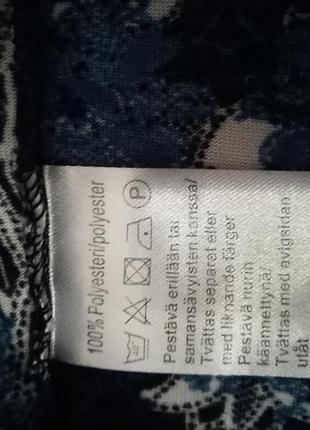 100% Polyesteri/polyester
40° P
Pestävä erillään tai
samansävyisten kanssa/
Tvättas separat eller
med liknande färger
Pestävä nurin
käännettynä/
Tvättas med avigsidan
utåt